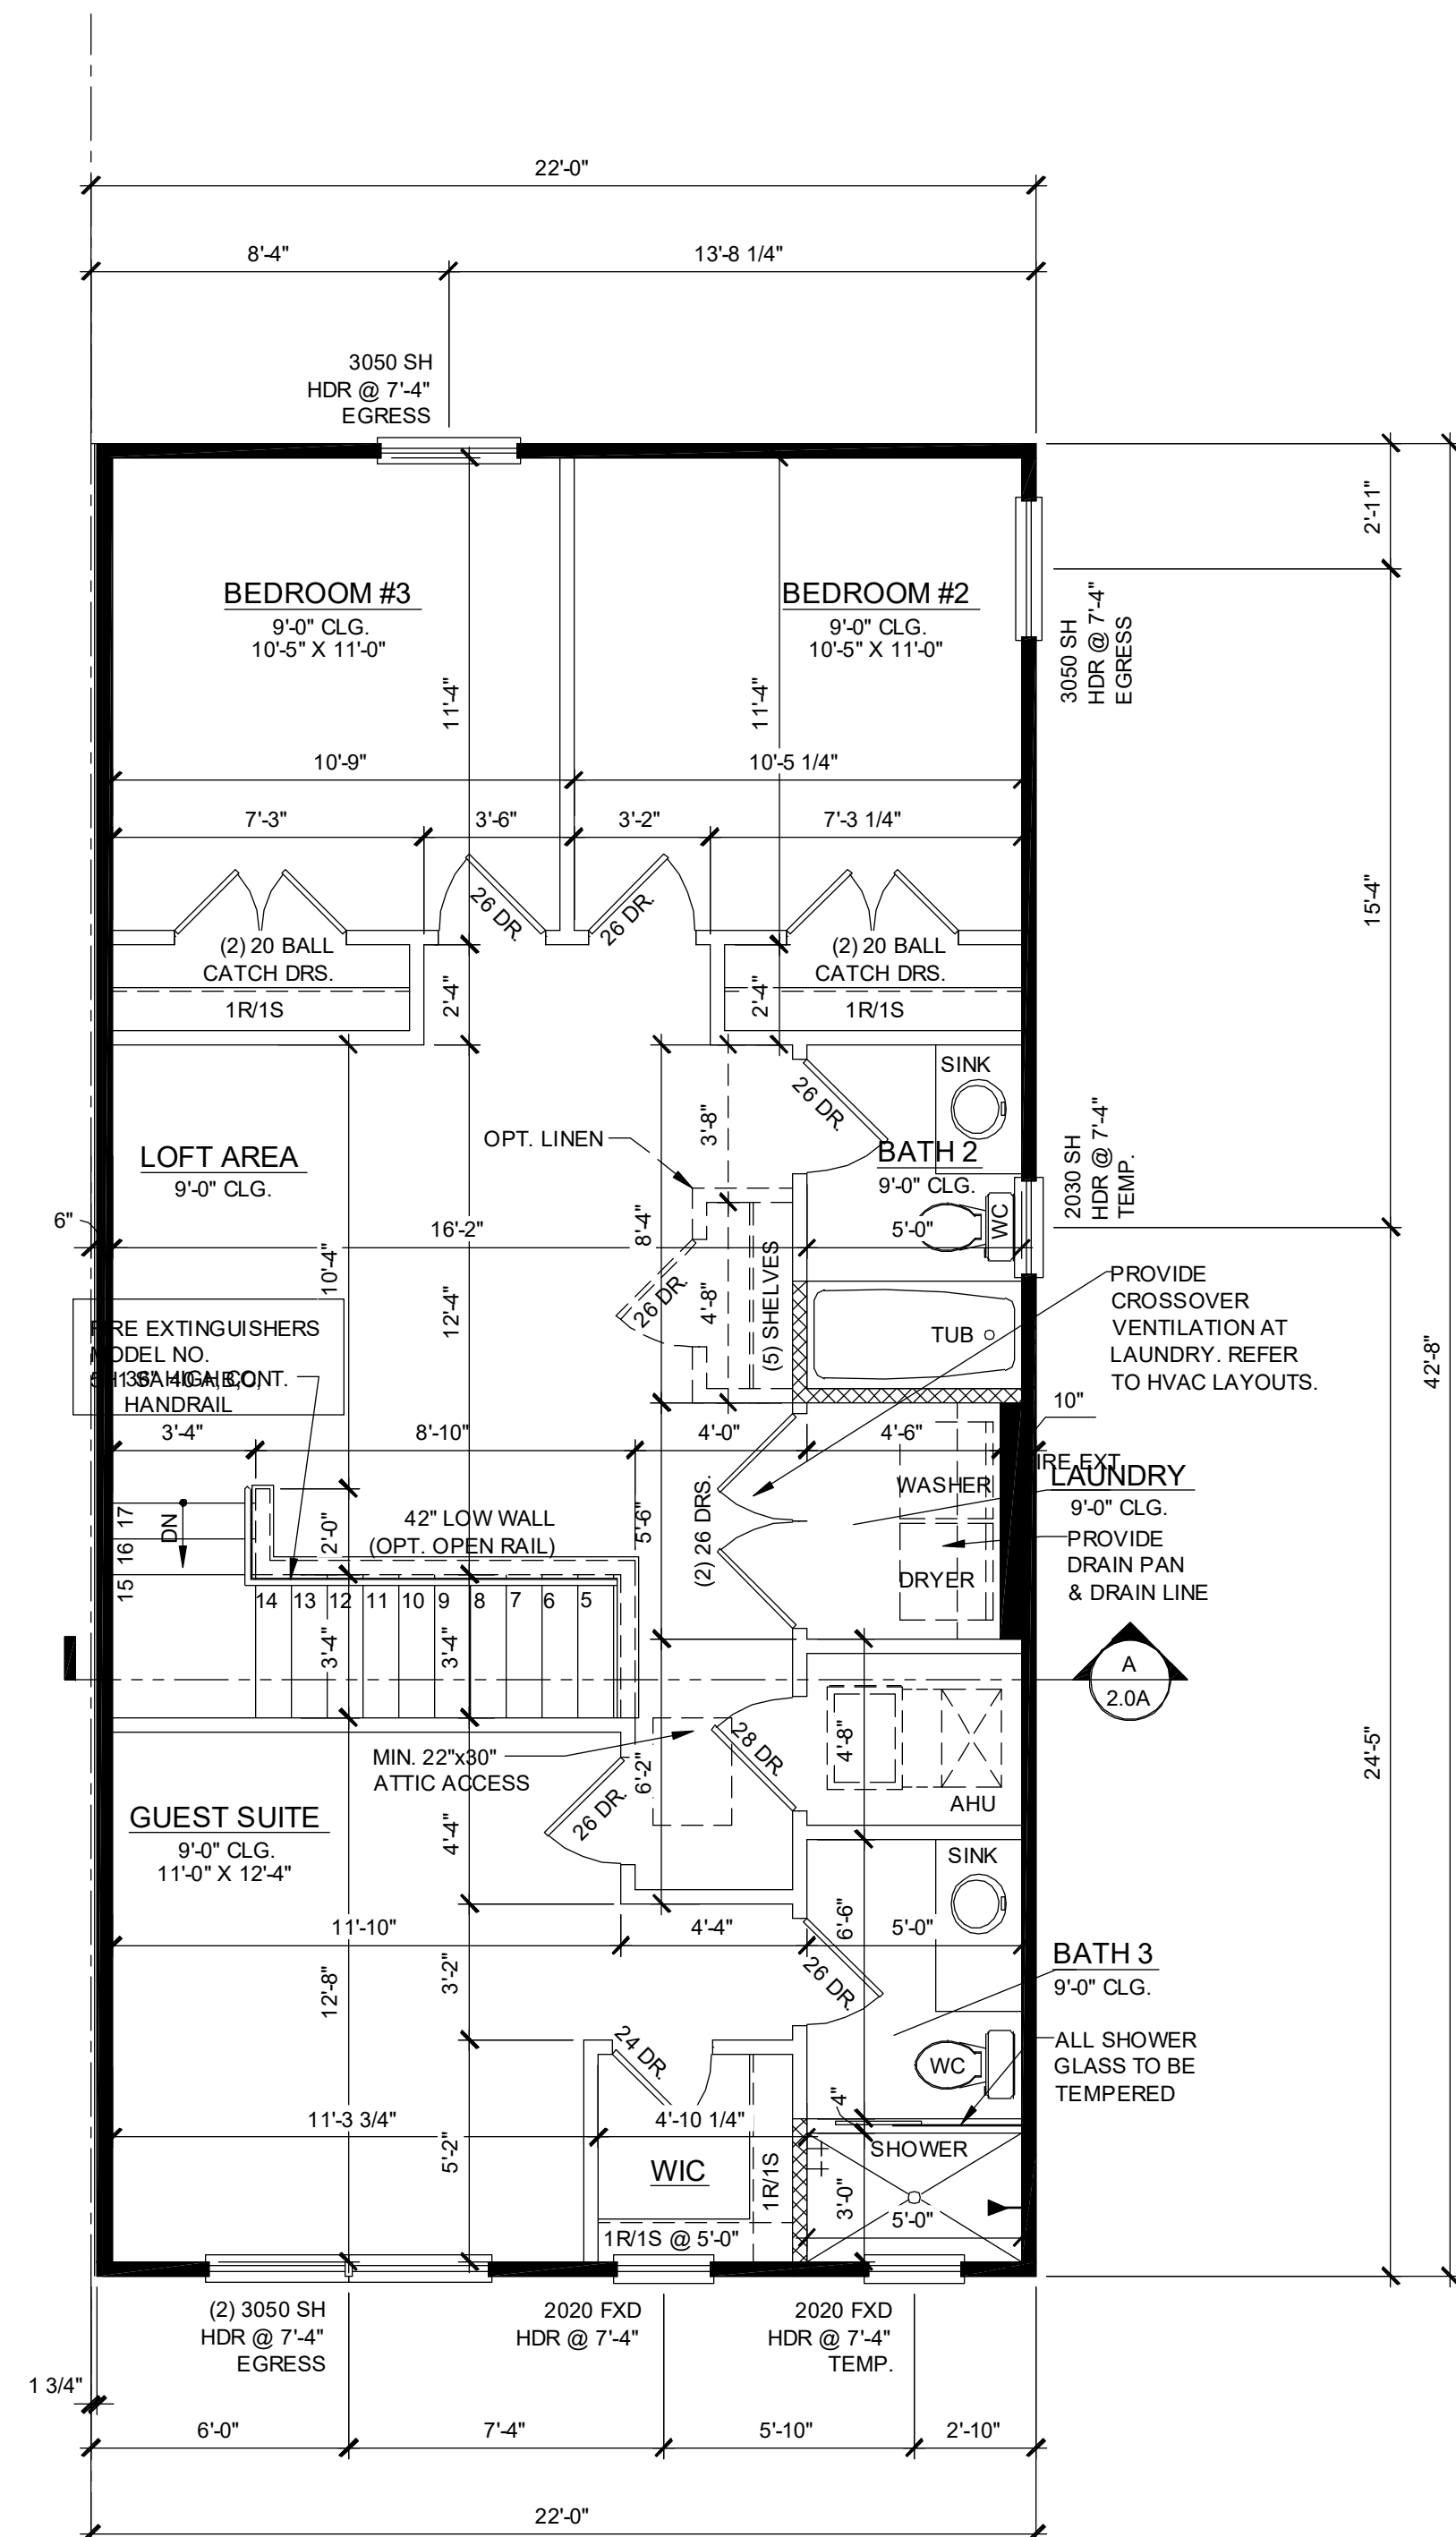 22'-0"
8'-4"
13'-8 1/4"
3050 SH
HDR @ 7'-4"
EGRESS
2'-11"
BEDROOM #3
9'-0" CLG.
10'-5" X 11'-0"
BEDROOM #2
9'-0" CLG.
10'-5" X 11'-0"
3050 SH
HDR @ 7'-4"
EGRESS
11'-4"
11'-4"
10'-9"
10'-5 1/4"
7'-3"
3'-6"
3'-2"
7'-3 1/4"
15'-4"
26 DR.
26 DR.
(2) 20 BALL
CATCH DRS.
1R/1S
2'-4"
2'-4"
(2) 20 BALL
CATCH DRS.
1R/1S
SINK
26 DR.
3'-8"
OPT. LINEN
LOFT AREA
9'-0" CLG.
BATH 2
9'-0" CLG.
2030 SH
HDR @ 7'-4"
TEMP.
WC
6"
16'-2"
8'-4"
5'-0"
10'-4"
12'-4"
26 DR.
4'-8"
(5) SHELVES
TUB
PROVIDE
CROSSOVER
VENTILATION AT
LAUNDRY. REFER
TO HVAC LAYOUTS.
42'-8"
FIRE EXTINGUISHERS
MODEL NO.
36" HIGH CONT.
HANDRAIL
10"
3'-4"
8'-10"
4'-0"
4'-6"
FIRE EXT.
LAUNDRY
9'-0" CLG.
WASHER
DRYER
PROVIDE
DRAIN PAN
& DRAIN LINE
(2) 26 DRS.
5'-6"
42" LOW WALL
(OPT. OPEN RAIL)
2'-0"
DN
17
16
15
14 13 12 11 10 9 8 7 6 5
3'-4"
3'-4"
A
2.0A
24'-5"
28 DR.
4'-8"
AHU
MIN. 22"x30"
ATTIC ACCESS
6'-2"
26 DR.
GUEST SUITE
9'-0" CLG.
11'-0" X 12'-4"
4'-4"
SINK
6'-6"
11'-10"
4'-4"
5'-0"
BATH 3
9'-0" CLG.
26 DR.
12'-8"
3'-2"
24 DR.
WC
ALL SHOWER
GLASS TO BE
TEMPERED
4"
11'-3 3/4"
4'-10 1/4"
5'-2"
WIC
1R/1S
SHOWER
3'-0"
5'-0"
1R/1S @ 5'-0"
(2) 3050 SH
HDR @ 7'-4"
EGRESS
2020 FXD
HDR @ 7'-4"
2020 FXD
HDR @ 7'-4"
TEMP.
1 3/4"
6'-0"
7'-4"
5'-10"
2'-10"
22'-0"